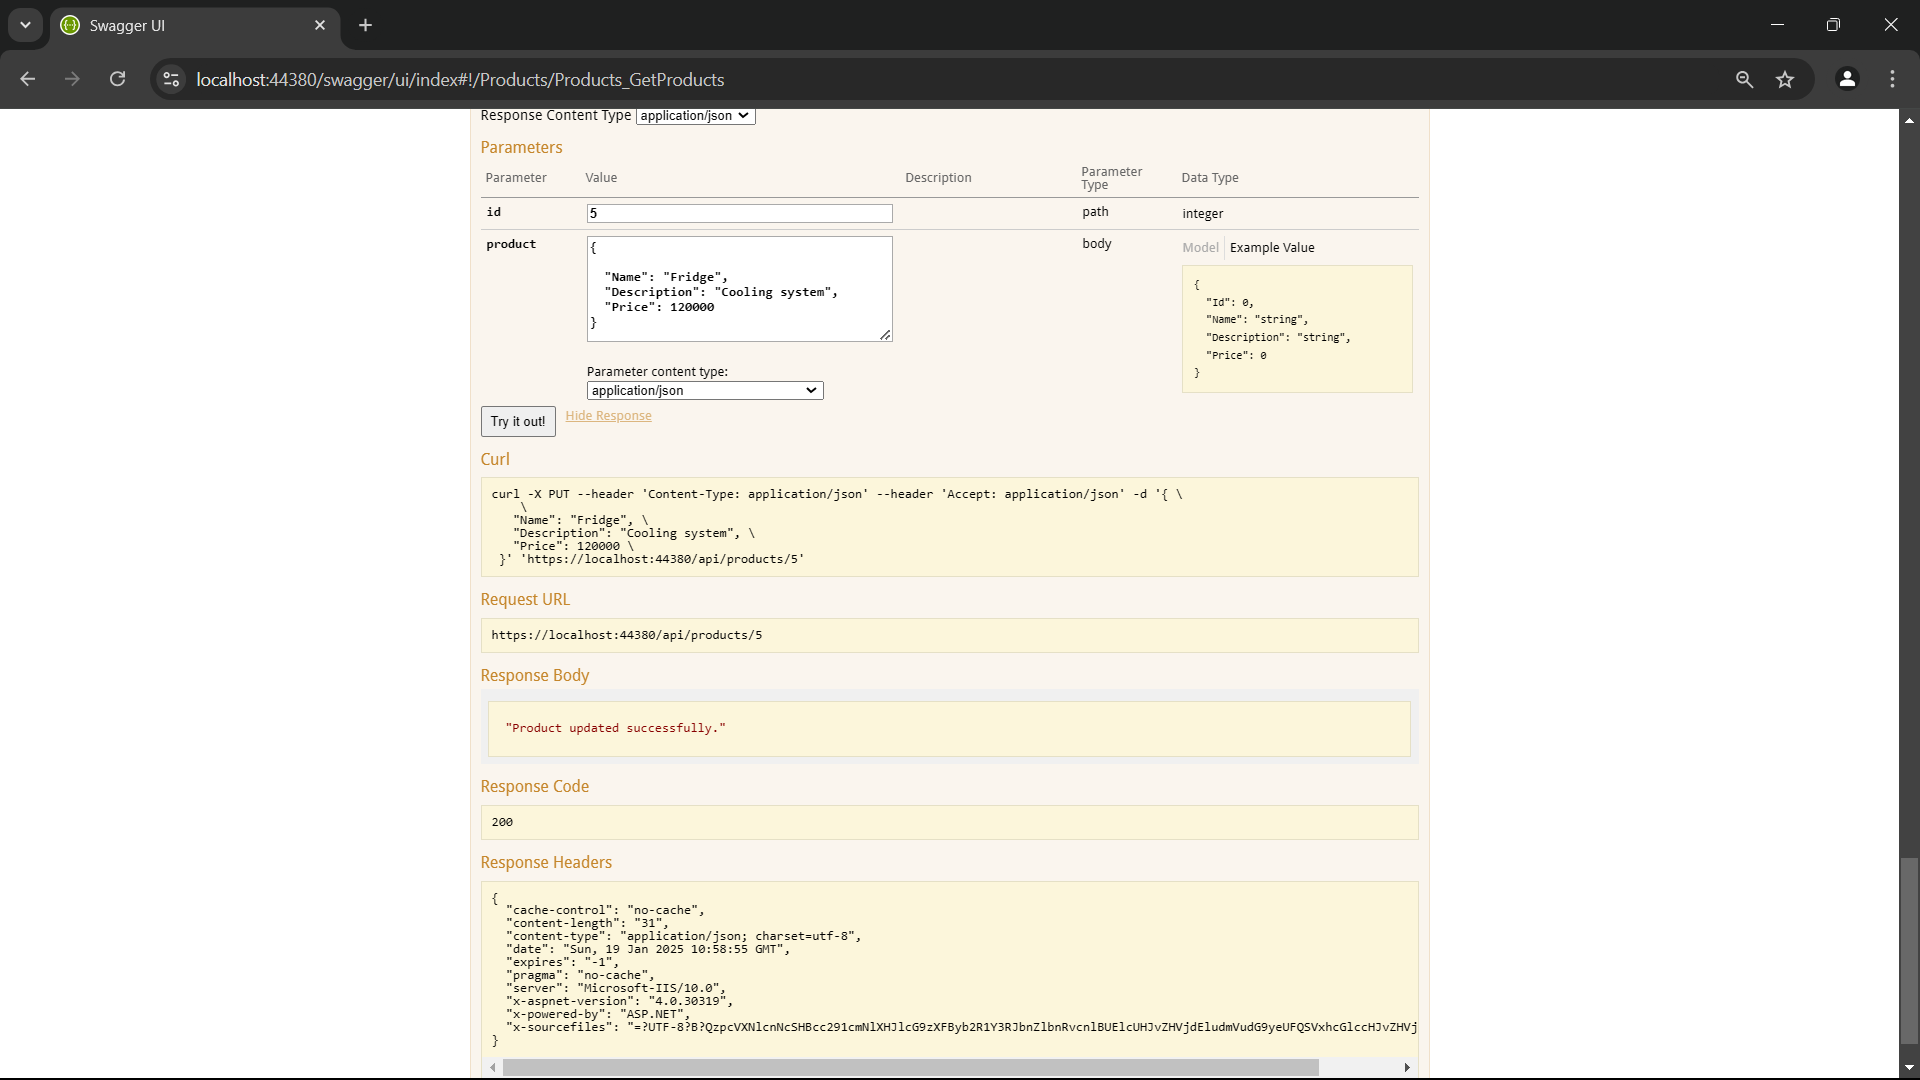 Swagger UI
localhost:44380/swagger/ui/index#!/Products/Products_GetProducts
Response Content Type application/json
Parameters
Parameter Value Description Parameter Type Data Type
id 5 path integer
product body
{
"Name": "Fridge",
"Description": "Cooling system",
"Price": 120000
}
Model Example Value
{
"Id": 0,
"Name": "string",
"Description": "string",
"Price": 0
}
Parameter content type:
application/json
Try it out! Hide Response
Curl
curl -X PUT --header 'Content-Type: application/json' --header 'Accept: application/json' -d '{ \
\
"Name": "Fridge", \
"Description": "Cooling system", \
"Price": 120000 \
}' 'https://localhost:44380/api/products/5'
Request URL
https://localhost:44380/api/products/5
Response Body
"Product updated successfully."
Response Code
200
Response Headers
{
"cache-control": "no-cache",
"content-length": "31",
"content-type": "application/json; charset=utf-8",
"date": "Sun, 19 Jan 2025 10:58:55 GMT",
"expires": "-1",
"pragma": "no-cache",
"server": "Microsoft-IIS/10.0",
"x-aspnet-version": "4.0.30319",
"x-powered-by": "ASP.NET",
"x-sourcefiles": "=?UTF-8?B?QzpcVXNlcnNcSHBcc291cmNlXHJlcG9zXFByb2R1Y3RJbnZlbnRvcnlBUElcUHJvZHVjdEludmVudG9yeUFQSVxhcGlccHJvZHVj
}